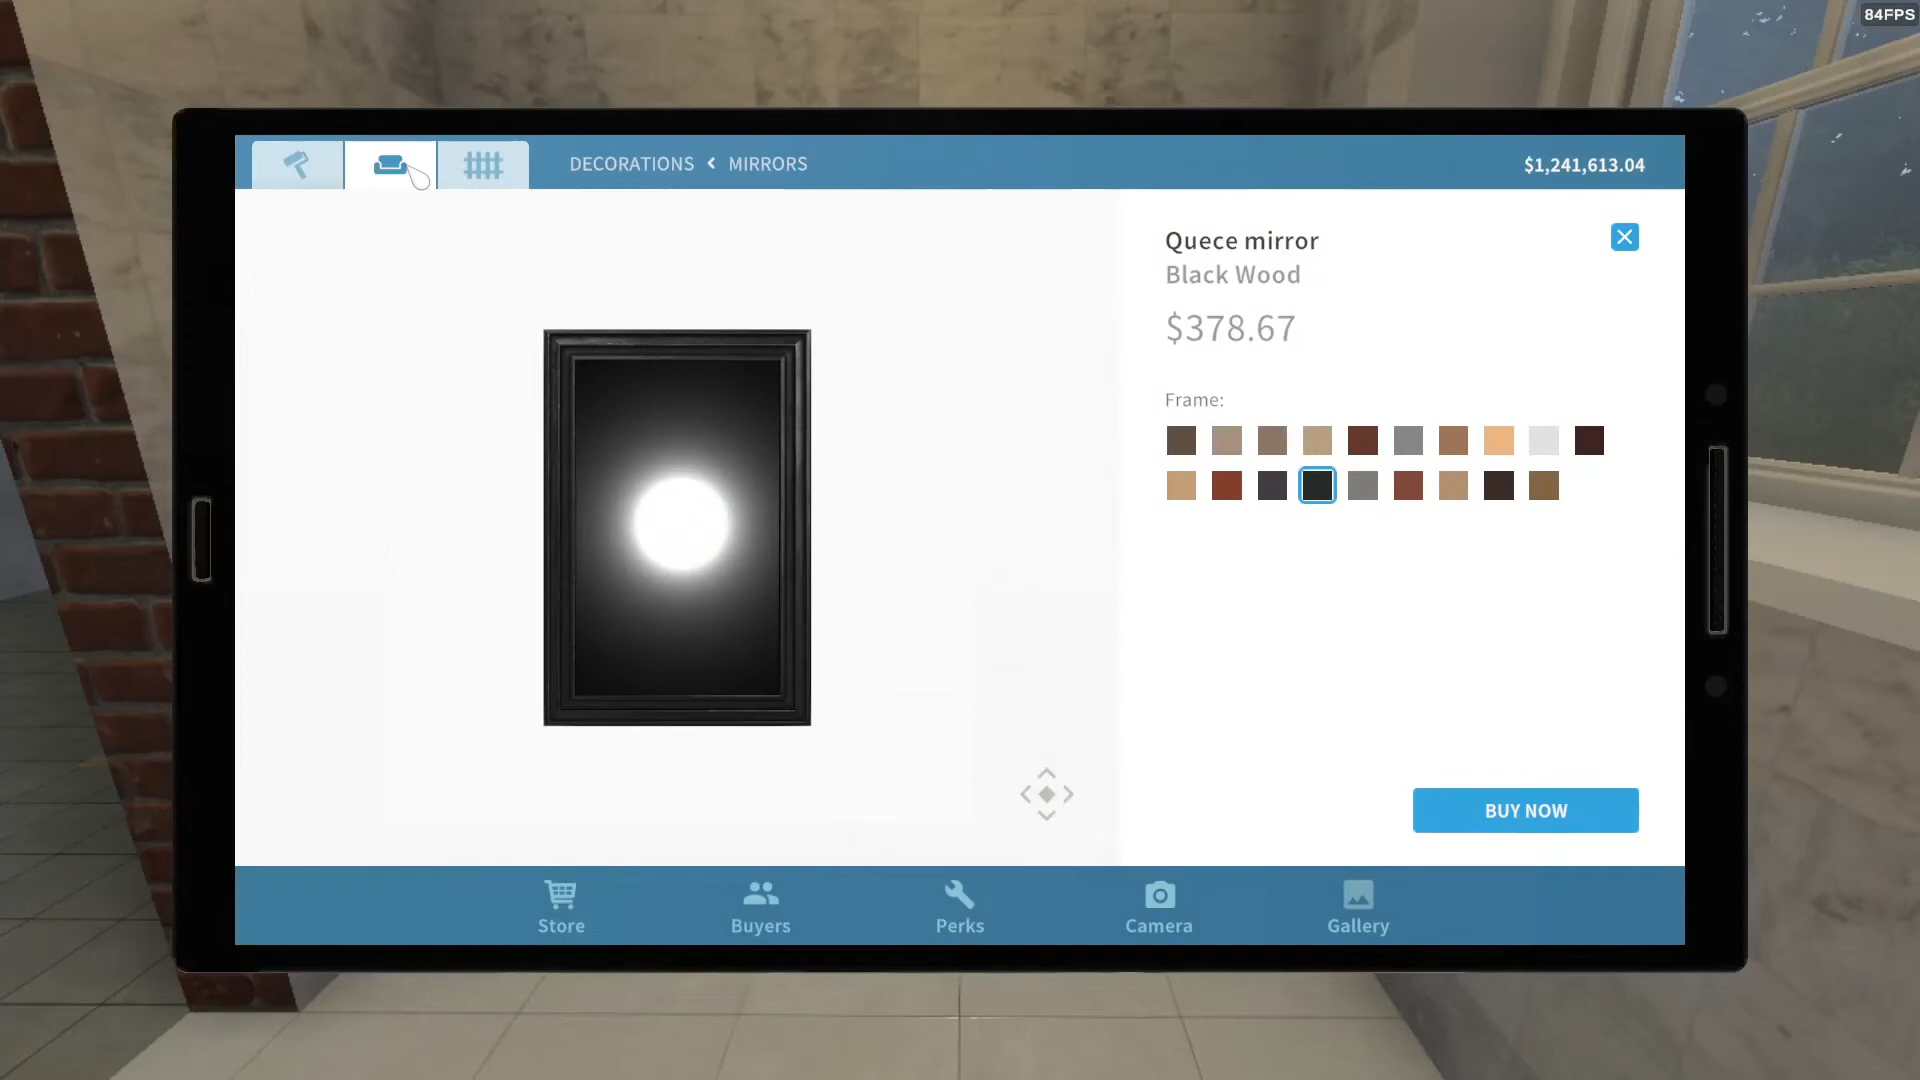 84FPS
DECORATIONS < MIRRORS
$1,241,613.04
Quece mirror
Black Wood
$378.67
Frame:
BUY NOW
Store
Buyers
Perks
Camera
Gallery